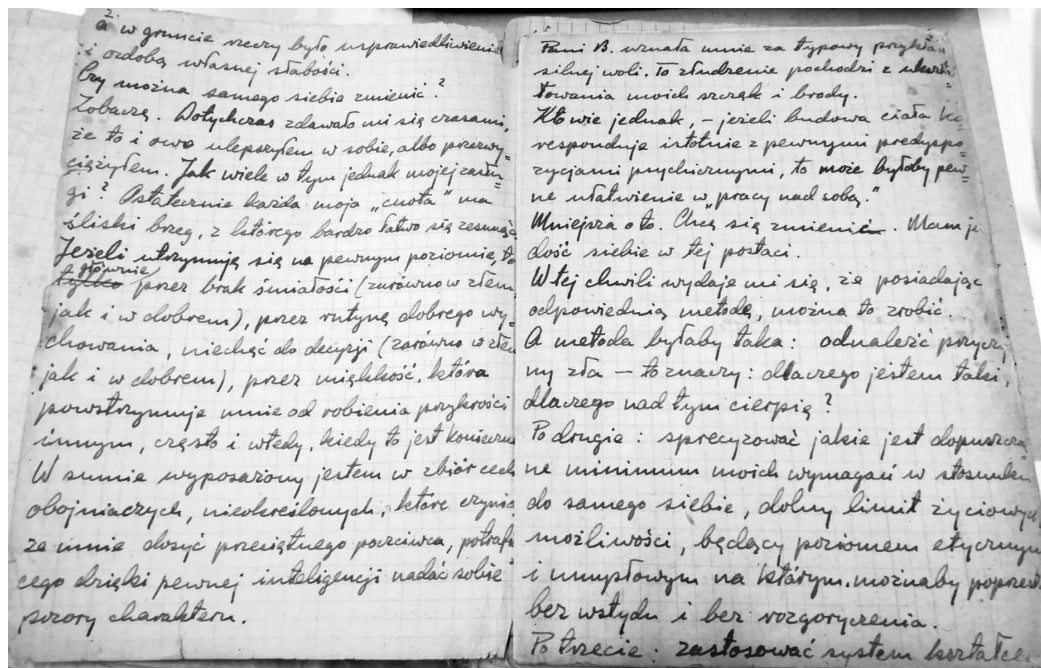 2.
a w gruncie rzeczy było usprawiedliwienie
i ozdobą własnej słabości.
Czy można samego siebie zmienić?
Zobaczę. Dotychczas zdawało mi się czasami,
że to i owo ulepszyłem w sobie, albo przezwy=
ciężyłem. Jak wiele w tym jednak mojej zasłu=
gi? Ostatecznie każda moja „cnota” ma
śliski brzeg, z którego bardzo łatwo się zesunąć
Jeżeli utrzymuję się na pewnym poziomie, to
głównie
tylko przez brak śmiałości (zarówno w złem,
jak i w dobrem), przez rutynę dobrego wy=
chowania, niechęć do decyzji (zarówno w złem
jak i w dobrem), przez miękkość, która
powstrzymuje mnie od robienia przykrości
innym, często i wtedy, kiedy to jest konieczne
W sumie wyposażony jestem w zbiór cech
obojniaczych, nieokreślonych, które czynią
ze mnie dosyć przeciętnego poczciwca, potrafią
cego dzięki pewnej inteligencji nadać sobie
pozory charakteru.
Pani B. uznała mnie za typowy przykład
silnej woli. To złudzenie pochodzi z ukształ
towania moich szczęk i brody.
Kto wie jednak, – jeżeli budowa ciała ko=
responduje istotnie z pewnymi predyspo=
zycjami psychicznymi, to może byłoby pew=
ne ułatwienie w „pracy nad sobą.”
Mniejsza o to. Chcę się zmienić. Mam ju
dość siebie w tej postaci.
W tej chwili wydaje mi się, że posiadając
odpowiednią metodę, można to zrobić.
A metoda byłaby taka: odnaleźć przyczy
ny zła – to znaczy: dlaczego jestem taki,
dlaczego nad tym cierpię?
Po drugie: sprecyzować jakie jest dopuszczal
ne minimum moich wymagań w stosunku
do samego siebie, dolny limit życiowych
możliwości, będący poziomem etycznym
i umysłowym na którym możnaby poprzest
bez wstydu i bez rozgoryczenia.
Po trzecie: zastosować system kształce